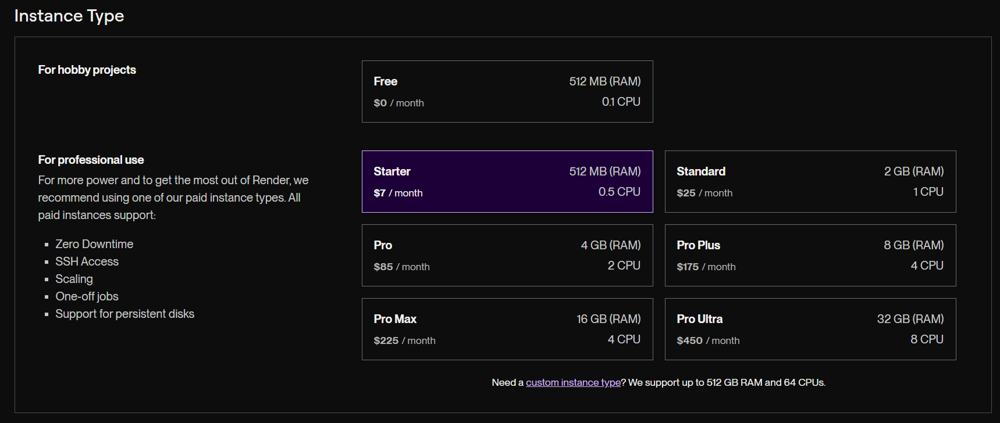 Instance Type
For hobby projects
Free 512 MB (RAM)
$0 / month 0.1 CPU
For professional use
For more power and to get the most out of Render, we
recommend using one of our paid instance types. All
paid instances support:
Zero Downtime
SSH Access
Scaling
One-off jobs
Support for persistent disks
Starter 512 MB (RAM)
$7 / month 0.5 CPU
Standard 2 GB (RAM)
$25 / month 1 CPU
Pro 4 GB (RAM)
$85 / month 2 CPU
Pro Plus 8 GB (RAM)
$175 / month 4 CPU
Pro Max 16 GB (RAM)
$225 / month 4 CPU
Pro Ultra 32 GB (RAM)
$450 / month 8 CPU
Need a custom instance type? We support up to 512 GB RAM and 64 CPUs.